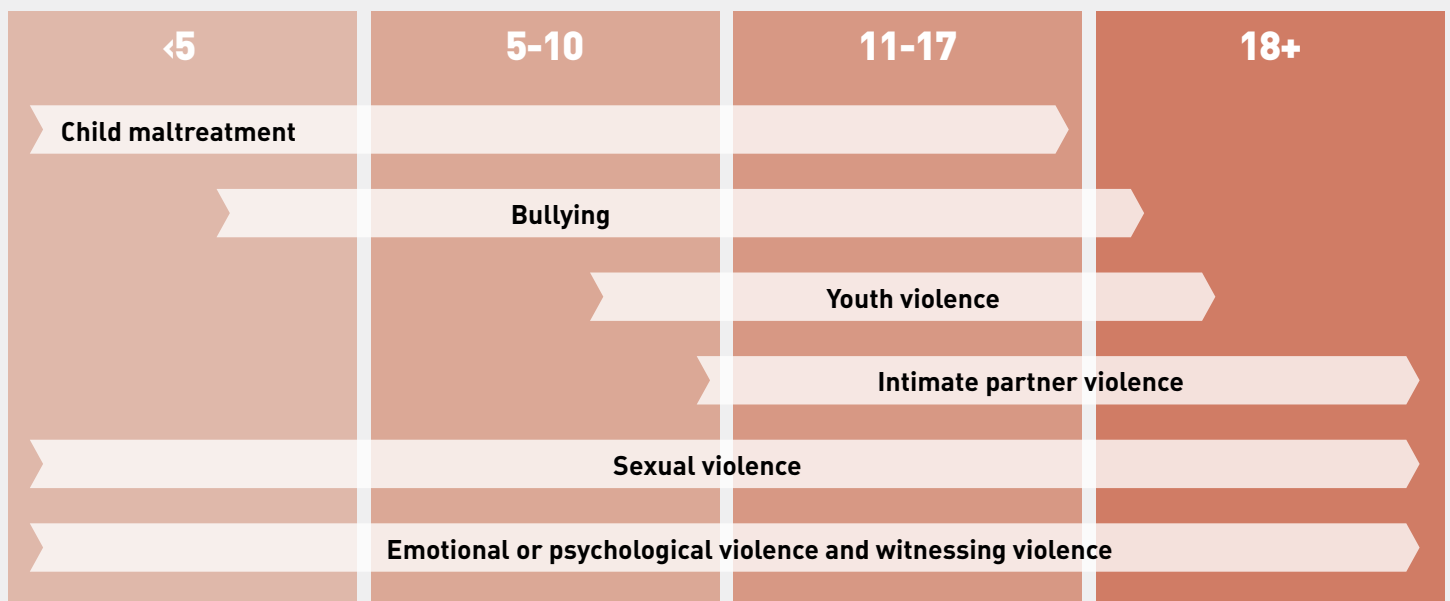 <5
5-10
11-17
18+
Child maltreatment
Bullying
Youth violence
Intimate partner violence
Sexual violence
Emotional or psychological violence and witnessing violence